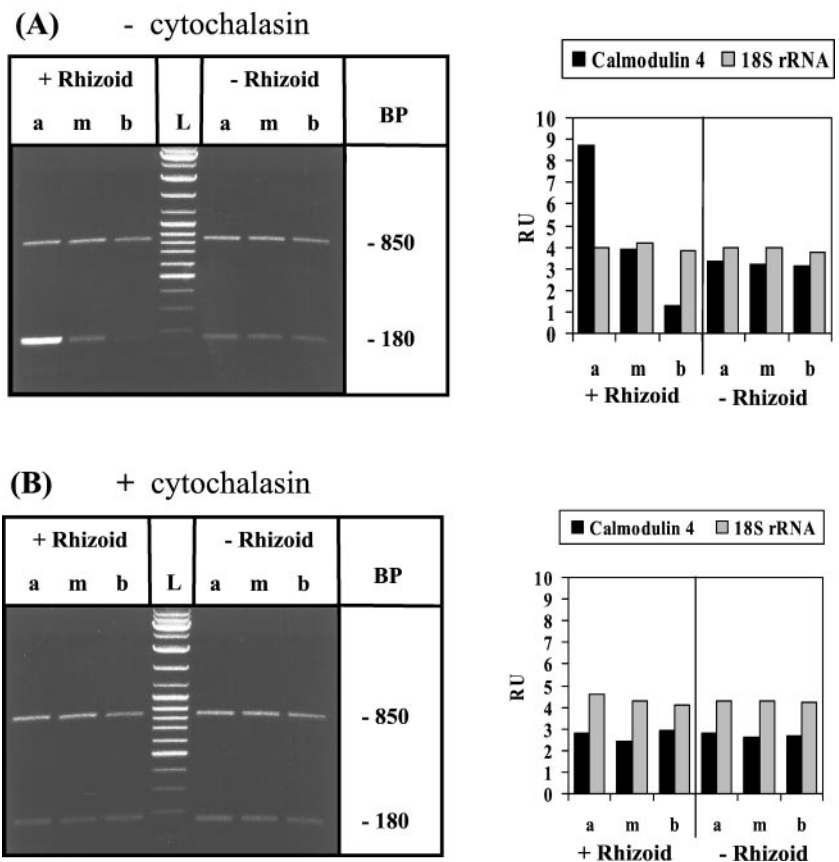 (A) - cytochalasin
+ Rhizoid - Rhizoid
a m b L a m b BP
- 850
- 180
Calmodulin 4 18S rRNA
10
9
8
7
6
5
4
3
2
1
0
RU
a m b a m b
+ Rhizoid - Rhizoid
(B) + cytochalasin
+ Rhizoid - Rhizoid
a m b L a m b BP
- 850
- 180
Calmodulin 4 18S rRNA
10
9
8
7
6
5
4
3
2
1
0
RU
a m b a m b
+ Rhizoid - Rhizoid